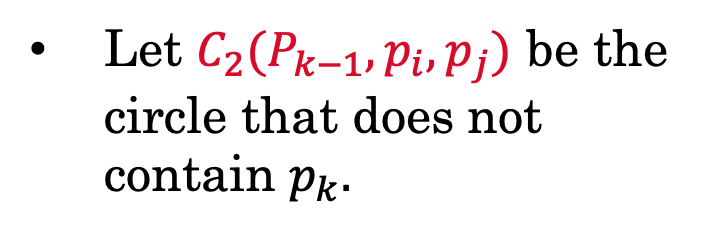 • Let C₂(Pₖ₋₁, pᵢ, pⱼ) be the
circle that does not
contain pₖ.